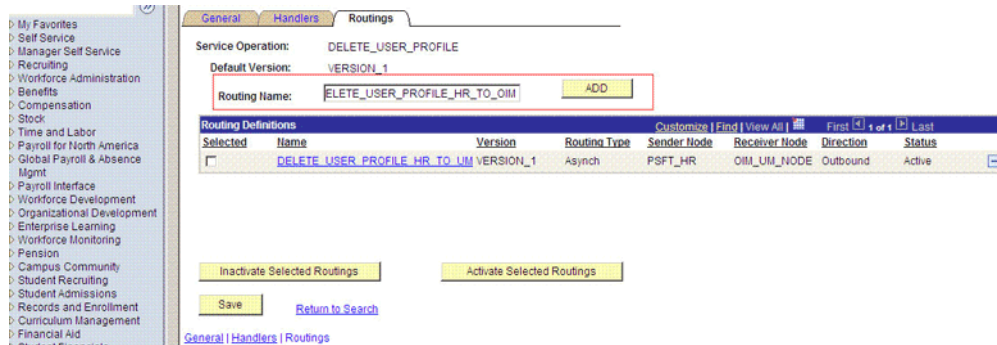 My Favorites
Self Service
Manager Self Service
Recruiting
Workforce Administration
Benefits
Compensation
Stock
Time and Labor
Payroll for North America
Global Payroll & Absence
Mgmt
Payroll Interface
Workforce Development
Organizational Development
Enterprise Learning
Workforce Monitoring
Pension
Campus Community
Student Recruiting
Student Admissions
Records and Enrollment
Curriculum Management
Financial Aid
General Handlers Routings
Service Operation: DELETE_USER_PROFILE
Default Version: VERSION_1
Routing Name: ELETE_USER_PROFILE_HR_TO_OIM ADD
Routing Definitions Customize | Find | View All | First 1 of 1 Last
Selected Name Version Routing Type Sender Node Receiver Node Direction Status
DELETE_USER_PROFILE_HR_TO_UM VERSION_1 Asynch PSFT_HR OIM_UM_NODE Outbound Active
Inactivate Selected Routings Activate Selected Routings
Save Return to Search
General | Handlers | Routings